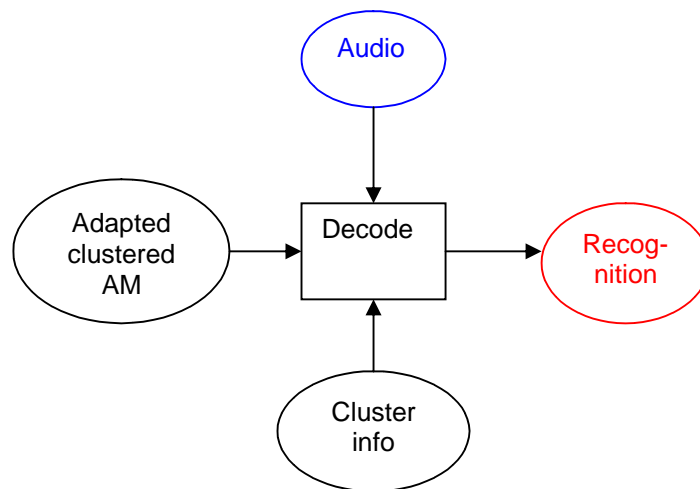 Audio
Adapted
clustered
AM
Decode
Recog-
nition
Cluster
info